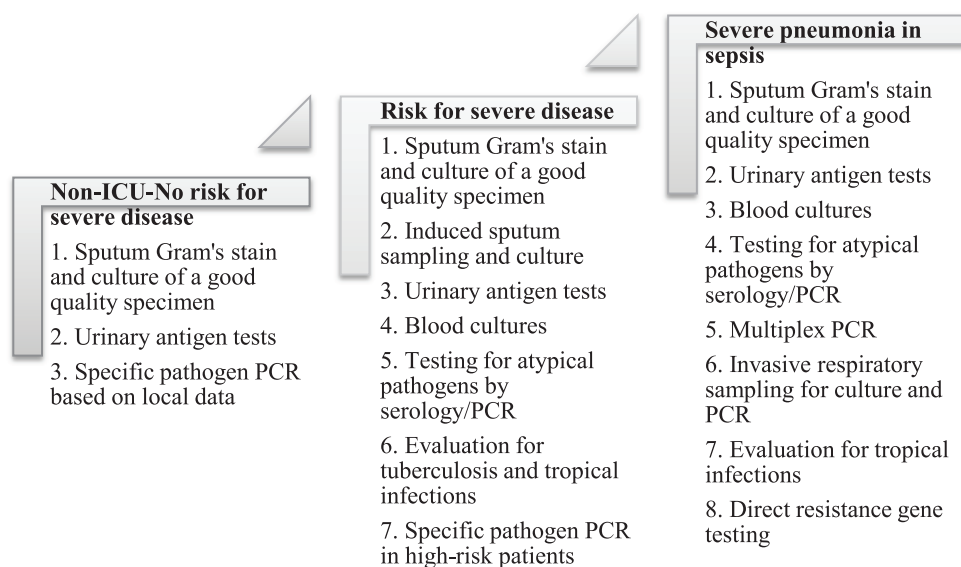 Non-ICU-No risk for
severe disease
1. Sputum Gram's stain
and culture of a good
quality specimen
2. Urinary antigen tests
3. Specific pathogen PCR
based on local data
Risk for severe disease
1. Sputum Gram's stain
and culture of a good
quality specimen
2. Induced sputum
sampling and culture
3. Urinary antigen tests
4. Blood cultures
5. Testing for atypical
pathogens by
serology/PCR
6. Evaluation for
tuberculosis and tropical
infections
7. Specific pathogen PCR
in high-risk patients
Severe pneumonia in
sepsis
1. Sputum Gram's stain
and culture of a good
quality specimen
2. Urinary antigen tests
3. Blood cultures
4. Testing for atypical
pathogens by
serology/PCR
5. Multiplex PCR
6. Invasive respiratory
sampling for culture and
PCR
7. Evaluation for tropical
infections
8. Direct resistance gene
testing